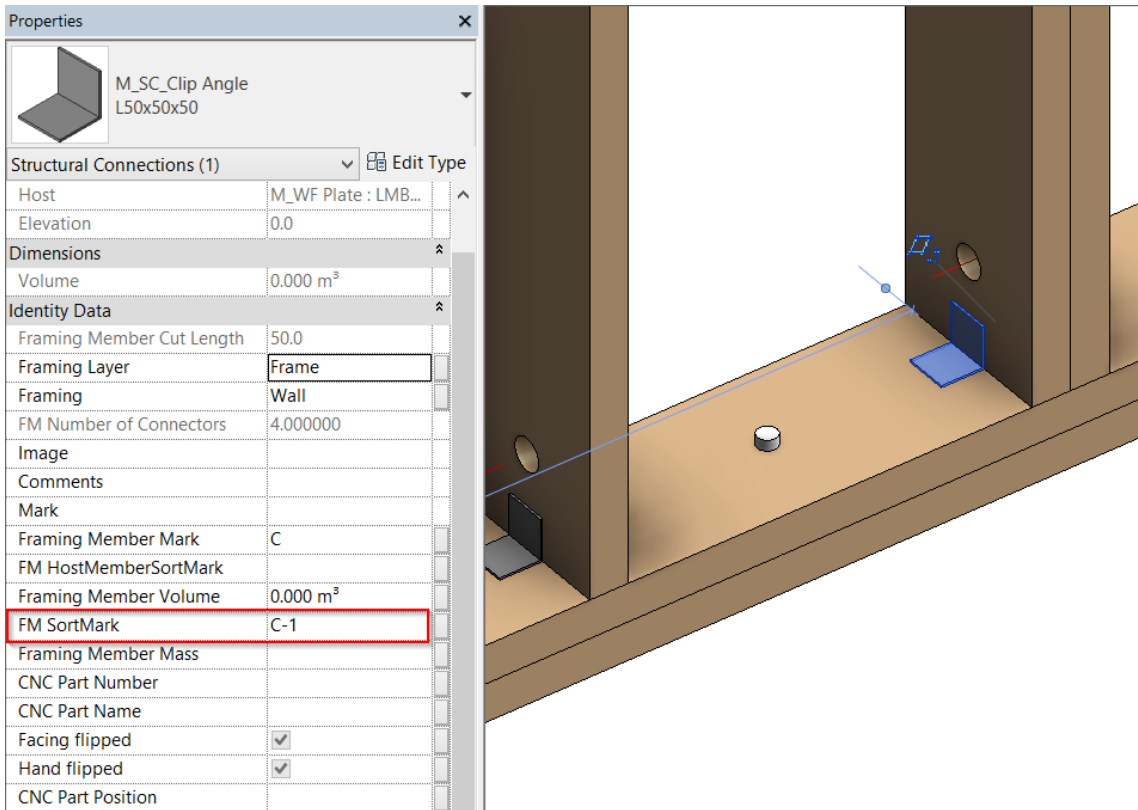 Properties
M_SC_Clip Angle
L50x50x50
Structural Connections (1) Edit Type
Host M_WF Plate : LMB...
Elevation 0.0
Dimensions
Volume 0.000 m³
Identity Data
Framing Member Cut Length 50.0
Framing Layer Frame
Framing Wall
FM Number of Connectors 4.000000
Image
Comments
Mark
Framing Member Mark C
FM HostMemberSortMark
Framing Member Volume 0.000 m³
FM SortMark C-1
Framing Member Mass
CNC Part Number
CNC Part Name
Facing flipped
Hand flipped
CNC Part Position